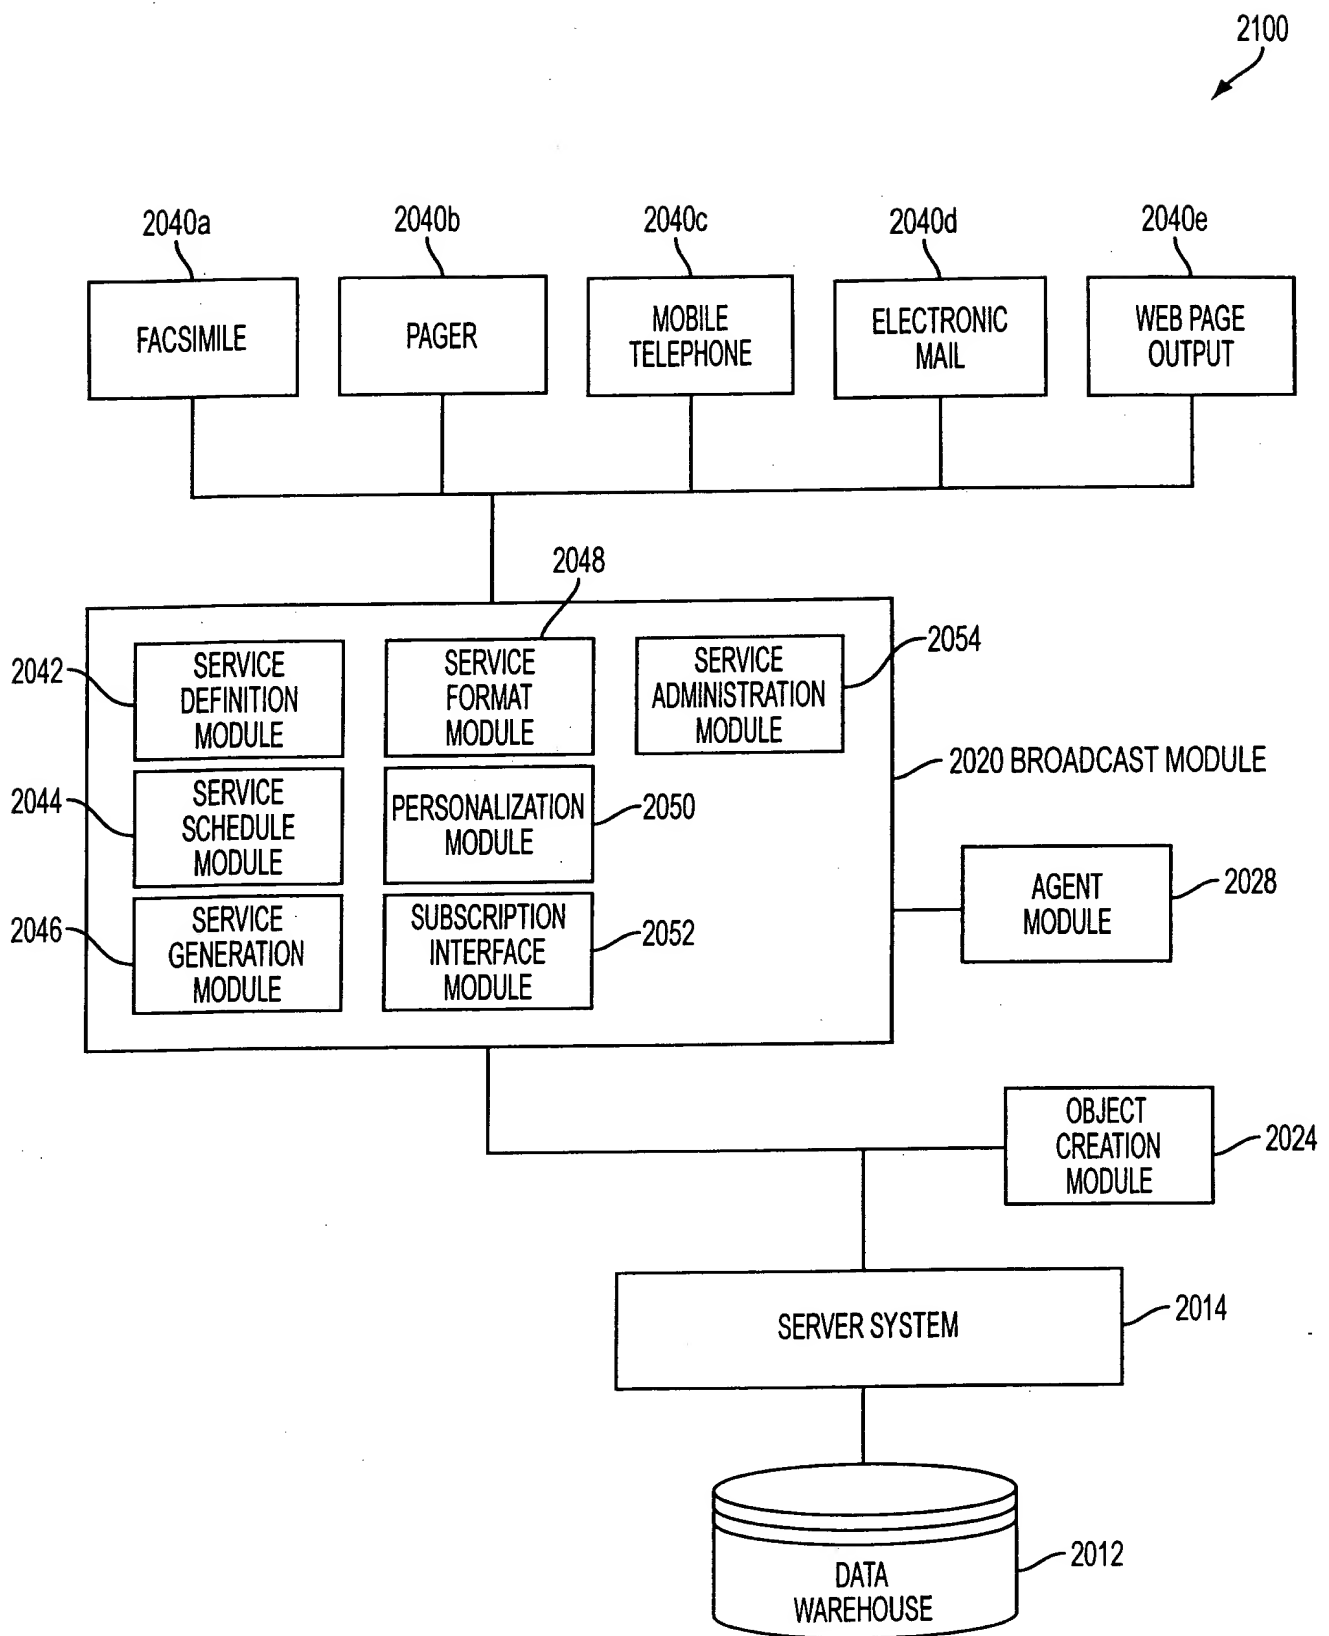 2100
2040a
2040b
2040c
2040d
2040e
FACSIMILE
PAGER
MOBILE
TELEPHONE
ELECTRONIC
MAIL
WEB PAGE
OUTPUT
2048
2042
SERVICE
DEFINITION
MODULE
SERVICE
FORMAT
MODULE
SERVICE
ADMINISTRATION
MODULE
2054
2020 BROADCAST MODULE
2044
SERVICE
SCHEDULE
MODULE
PERSONALIZATION
MODULE
2050
AGENT
MODULE
2028
2046
SERVICE
GENERATION
MODULE
SUBSCRIPTION
INTERFACE
MODULE
2052
OBJECT
CREATION
MODULE
2024
SERVER SYSTEM
2014
DATA
WAREHOUSE
2012